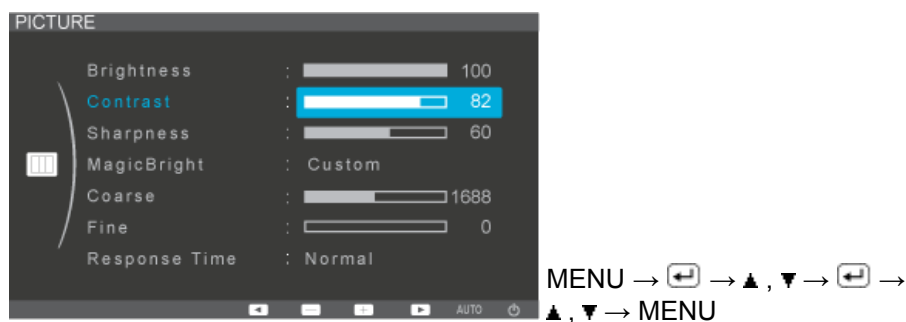 PICTURE
Brightness : 100
Contrast : 82
Sharpness : 60
MagicBright : Custom
Coarse : 1688
Fine : 0
Response Time : Normal
AUTO
MENU → → ▲ , ▼ → →
▲ , ▼ → MENU